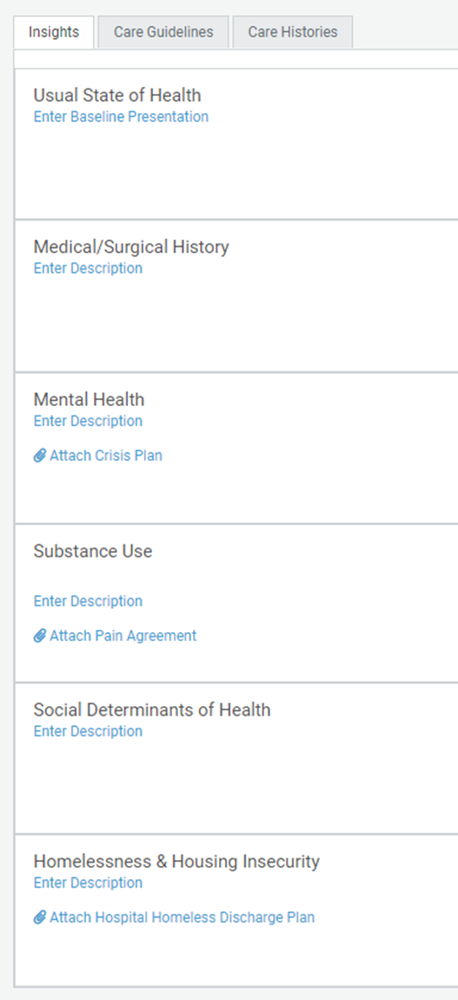 Insights Care Guidelines Care Histories
Usual State of Health
Enter Baseline Presentation
Medical/Surgical History
Enter Description
Mental Health
Enter Description
Attach Crisis Plan
Substance Use
Enter Description
Attach Pain Agreement
Social Determinants of Health
Enter Description
Homelessness & Housing Insecurity
Enter Description
Attach Hospital Homeless Discharge Plan